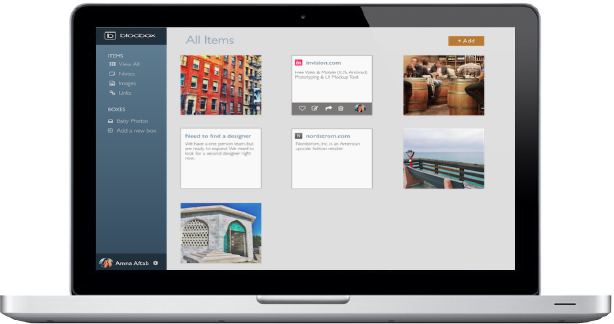 blocbox
ITEMS
View All
Notes
Images
Links
BOXES
Baby Photos
Add a new box
Amna Aftab
All Items
+ Add
in invision.com
Free Web & Mobile (iOS, Android)
Prototyping & UI Mockup Tool
Need to find a designer
We have a one person team but
are ready to expand. We need to
look for a second designer right
now.
nordstrom.com
Nordstrom, Inc. is an American
upscale fashion retailer